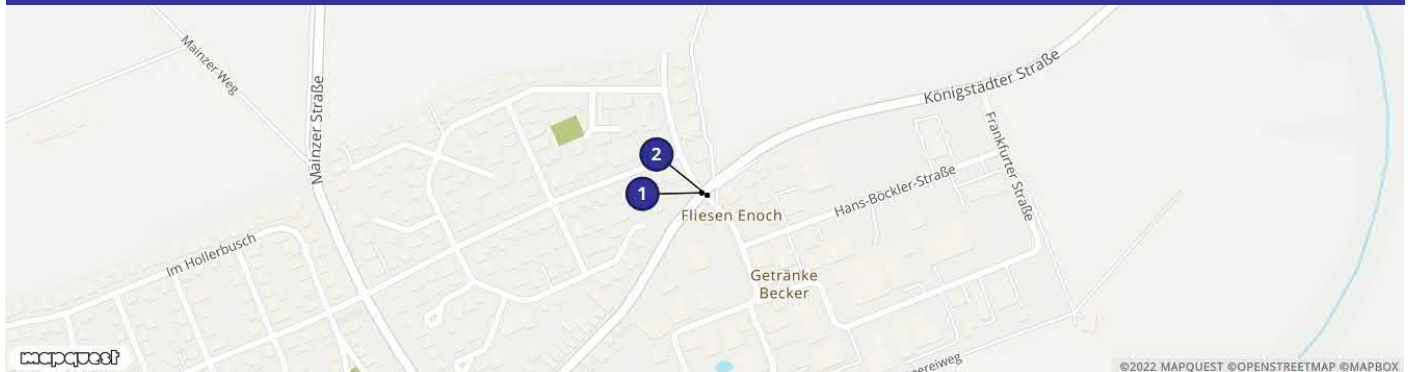 Mainzer Weg
Mainzer Straße
Königstädter Straße
Frankfurter Straße
2
1
Hans-Böckler-Straße
Fliesen Enoch
Im Hollerbusch
Getränke
Becker
mapquest
©2022 MAPQUEST ©OPENSTREETMAP ©MAPBOX